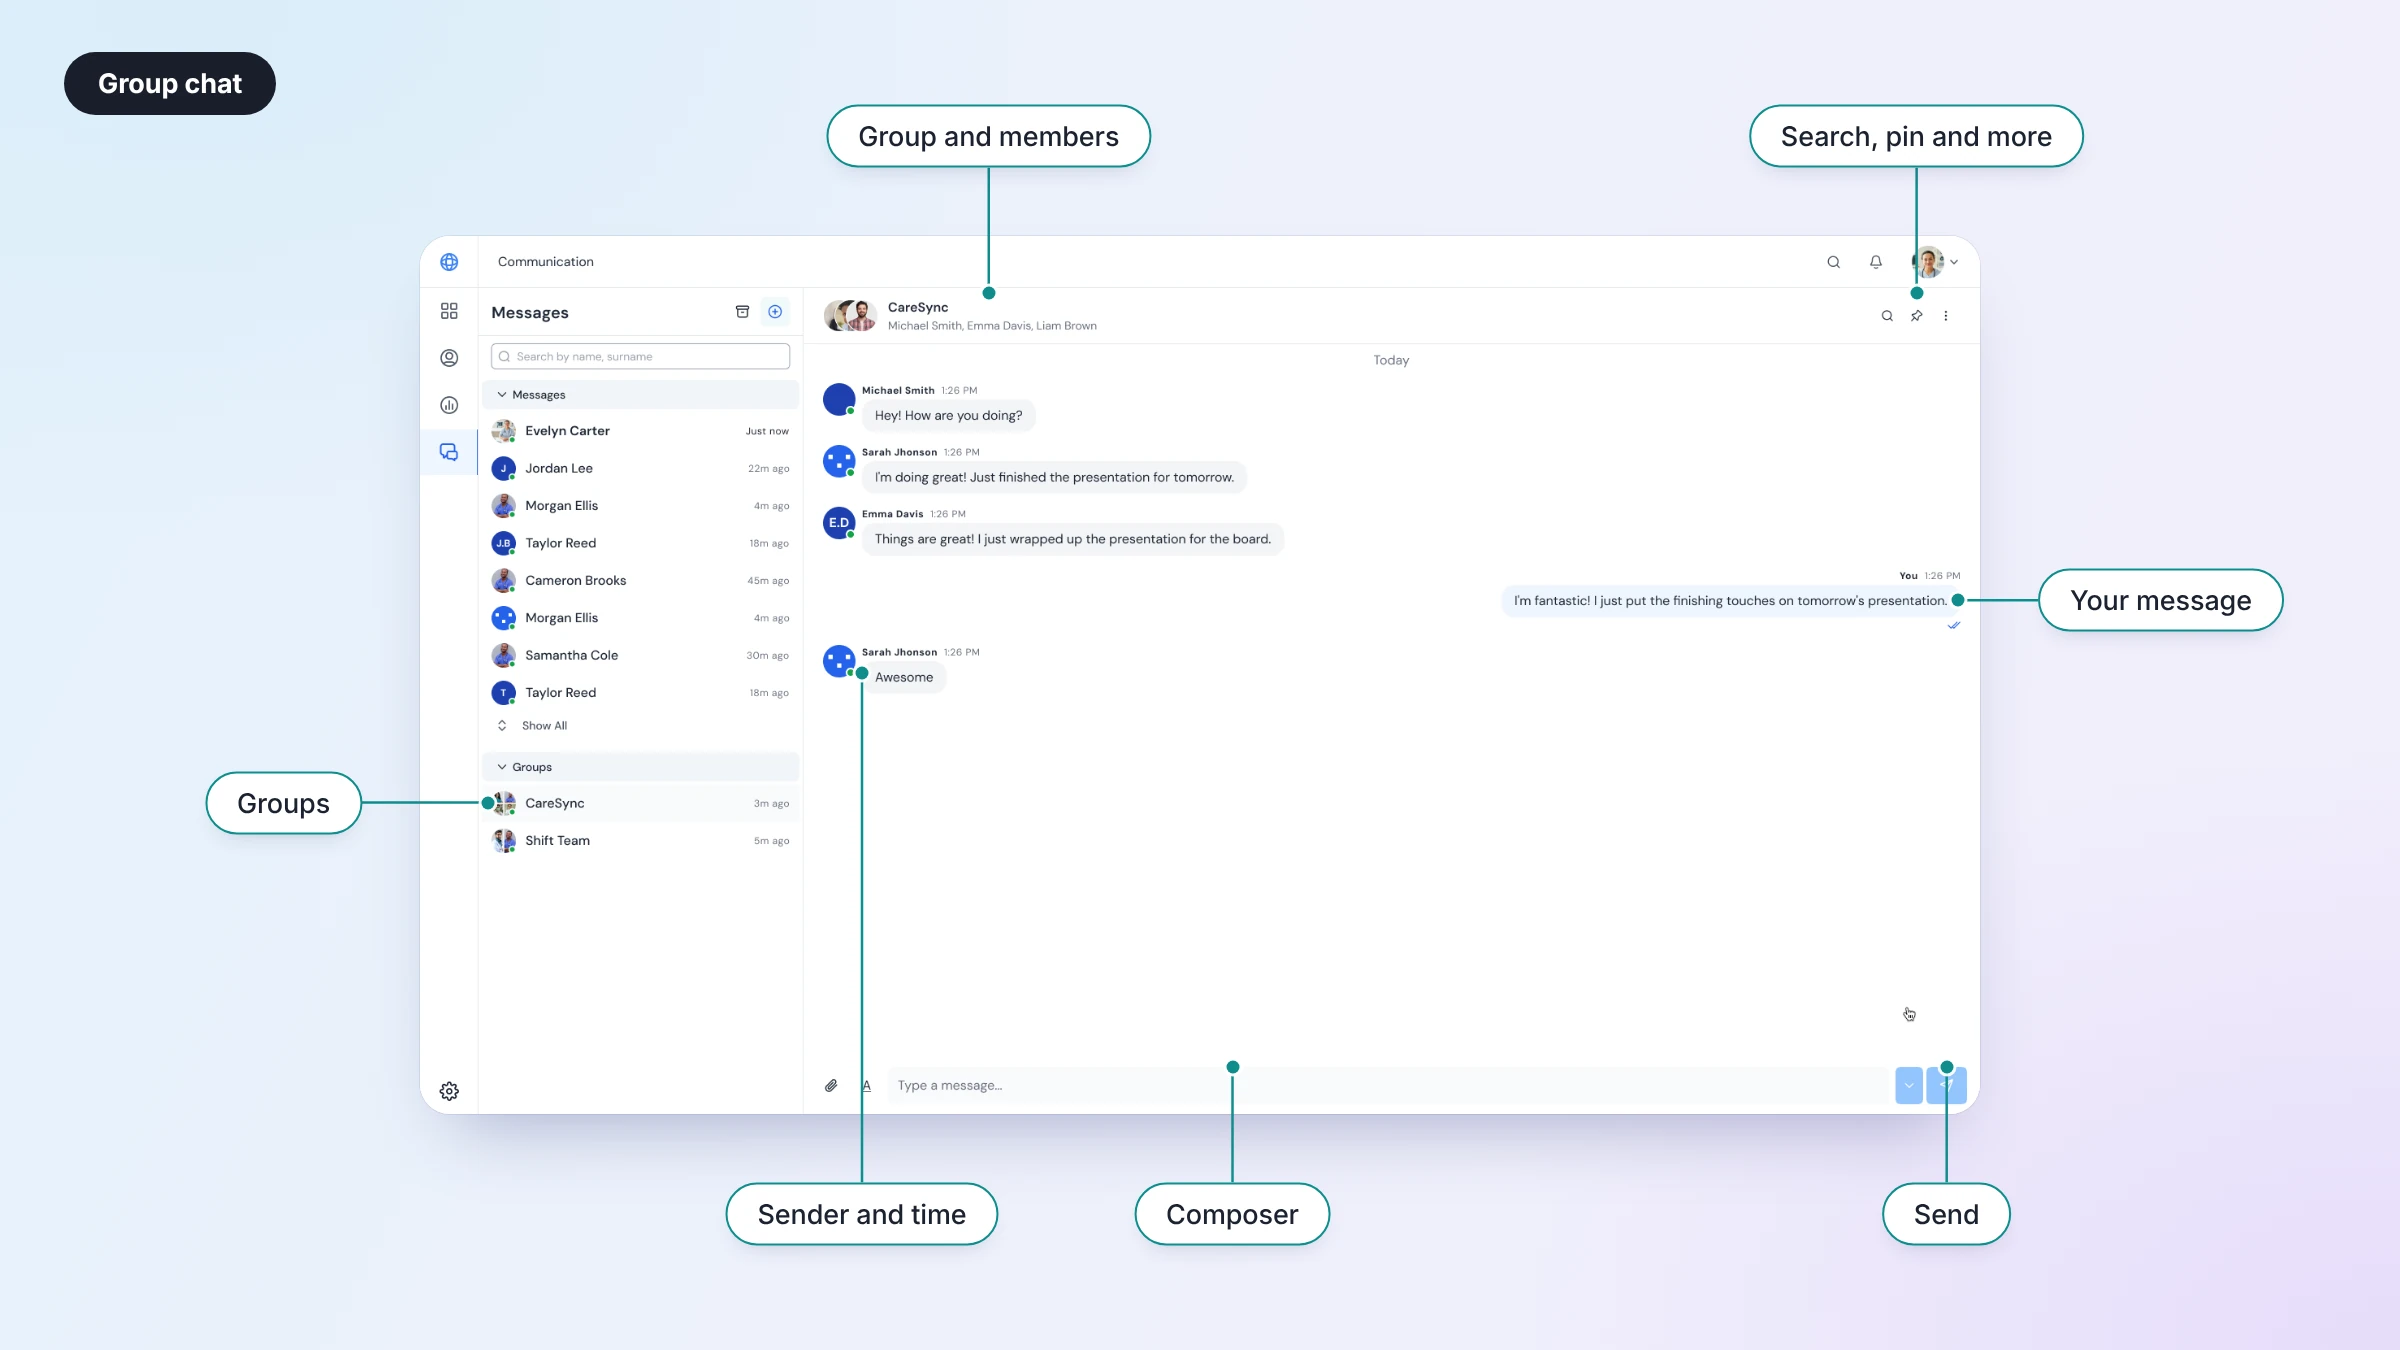 Group chat
Group and members
Search, pin and more
Communication
Messages
Search by name, surname
Messages
Evelyn Carter Just now
J Jordan Lee 22m ago
Morgan Ellis 4m ago
J.B Taylor Reed 18m ago
Cameron Brooks 45m ago
Morgan Ellis 4m ago
Samantha Cole 30m ago
T Taylor Reed 18m ago
Show All
Groups
CareSync 3m ago
Shift Team 5m ago
CareSync
Michael Smith, Emma Davis, Liam Brown
Today
Michael Smith 1:26 PM
Hey! How are you doing?
Sarah Jhonson 1:26 PM
I'm doing great! Just finished the presentation for tomorrow.
Emma Davis 1:26 PM
E.D
Things are great! I just wrapped up the presentation for the board.
You 1:26 PM
I'm fantastic! I just put the finishing touches on tomorrow's presentation.
Sarah Jhonson 1:26 PM
Awesome
A Type a message...
Your message
Groups
Sender and time
Composer
Send